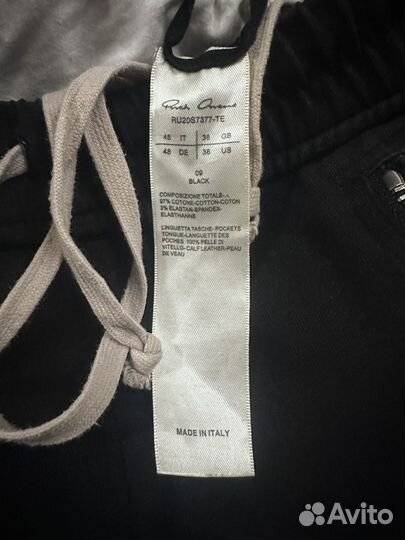 Rick Owens
RU20S7377-TE
48 IT 38 GB
48 DE 38 US
09
BLACK
COMPOSIZIONE TOTALE-
97% COTONE-COTTON-COTON
3% ELASTAN-SPANDEX-
ELASTHANNE
LINGUETTA TASCHE- POCKETS
TONGUE-LANGUETTE DES
POCHES 100% PELLE DI
VITELLO- CALF LEATHER-PEAU
DE VEAU
MADE IN ITALY
Avito